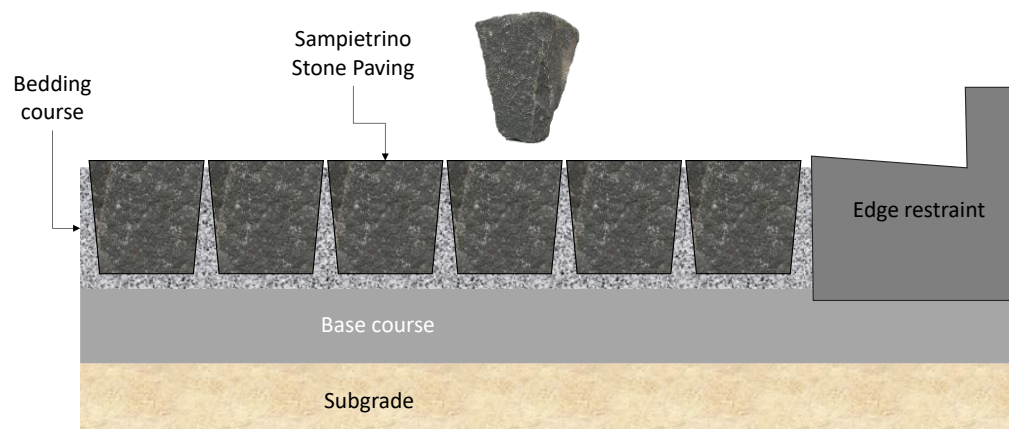 Sampietrino
Stone Paving
Bedding
course
Edge restraint
Base course
Subgrade